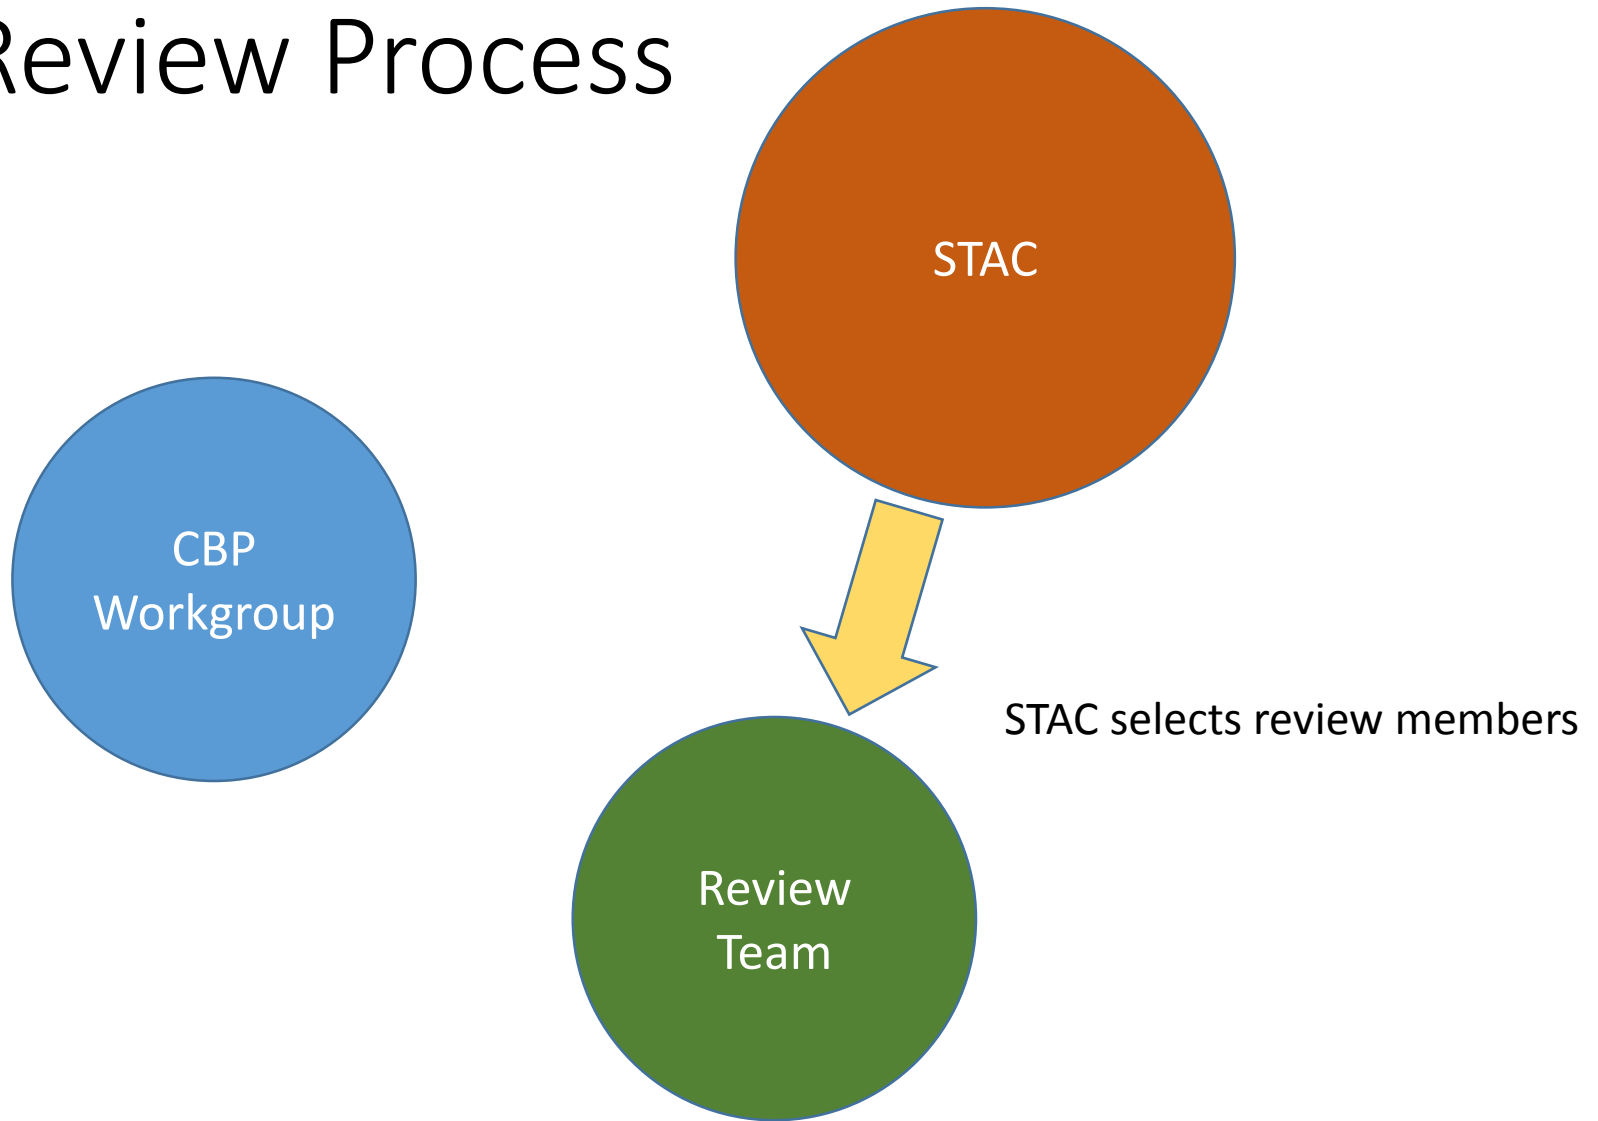 Review Process
STAC
CBP
Workgroup
STAC selects review members
Review
Team